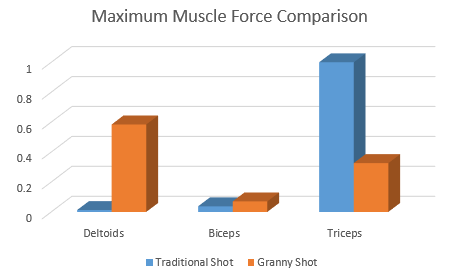 Maximum Muscle Force Comparison
1
0.8
0.6
0.4
0.2
0
Deltoids Biceps Triceps
Traditional Shot Granny Shot